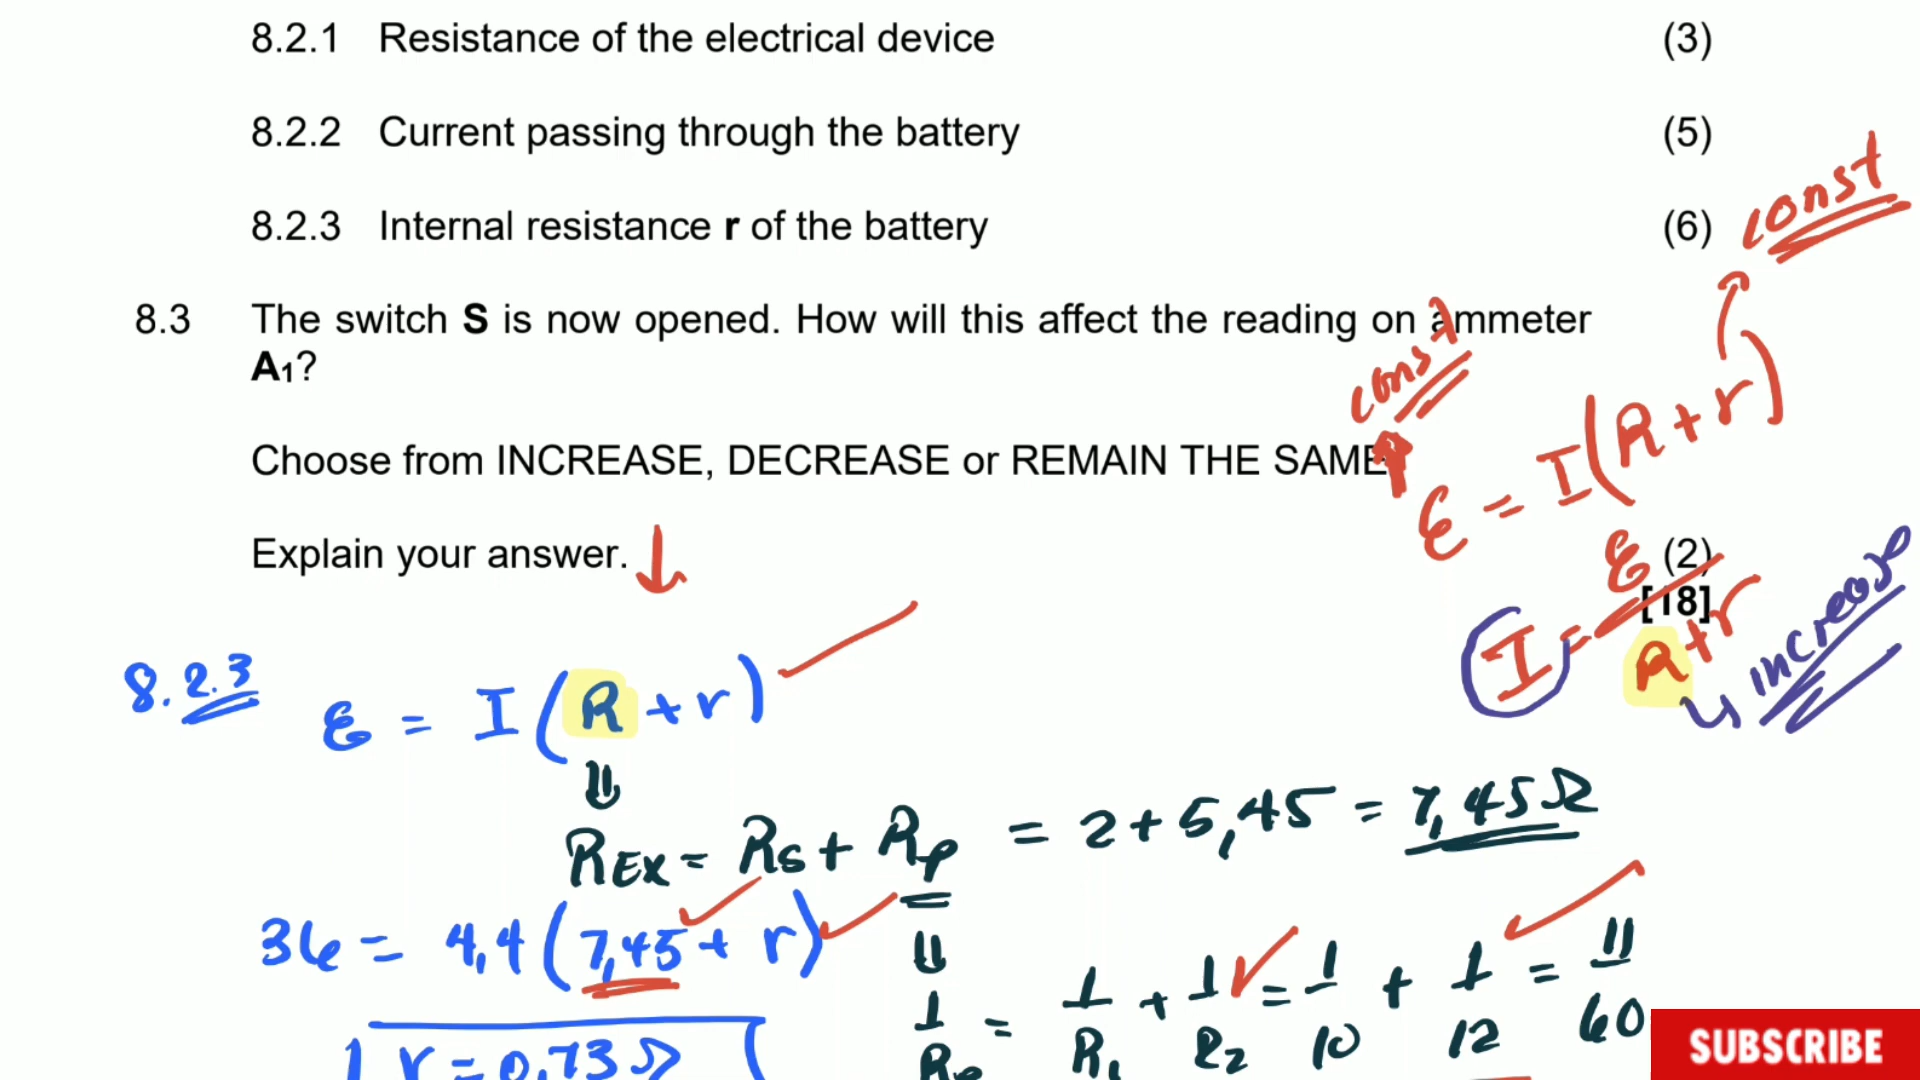 8.2.1 Resistance of the electrical device (3)
8.2.2 Current passing through the battery (5)
const
8.2.3 Internal resistance r of the battery (6)
8.3 The switch S is now opened. How will this affect the reading on ammeter
A₁?
const
Choose from INCREASE, DECREASE or REMAIN THE SAME
ε = I(R+r)
Explain your answer. ↓ (2)
[18]
I = ε / R+r
increase
8.2.3
ε = I(R+r)
REX = RS + Rp = 2 + 5,45 = 7,45Ω
36 = 4,4(7,45 + r)
1/Rp = 1/R1 + 1/R2 = 1/10 + 1/12 = 11/60
r = 0,73Ω
SUBSCRIBE